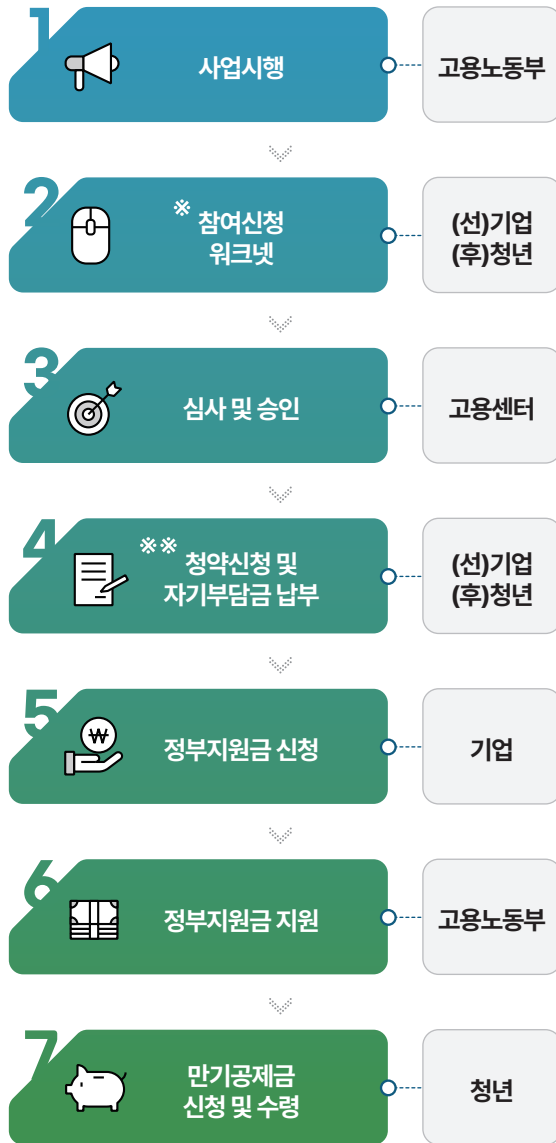 1
사업시행
고용노동부
2
※ 참여신청
워크넷
(선)기업
(후)청년
3
심사 및 승인
고용센터
4
※※ 청약신청 및
자기부담금 납부
(선)기업
(후)청년
5
₩
정부지원금 신청
기업
6
정부지원금 지원
고용노동부
7
만기공제금
신청 및 수령
청년